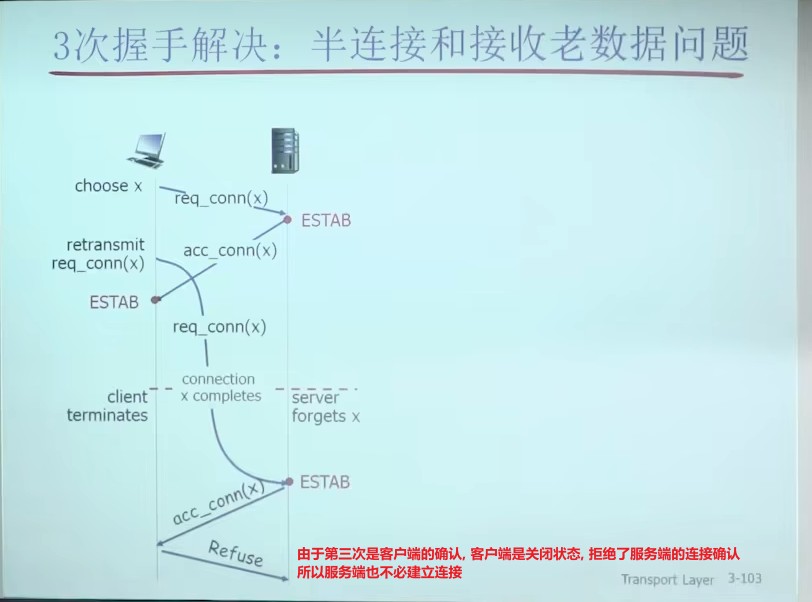 3次握手解决：半连接和接收老数据问题
choose x
req_conn(x)
ESTAB
retransmit
req_conn(x)
acc_conn(x)
ESTAB
req_conn(x)
connection
x completes
client
terminates
server
forgets x
ESTAB
acc_conn(x)
Refuse
由于第三次是客户端的确认, 客户端是关闭状态, 拒绝了服务端的连接确认
所以服务端也不必建立连接
Transport Layer 3-103